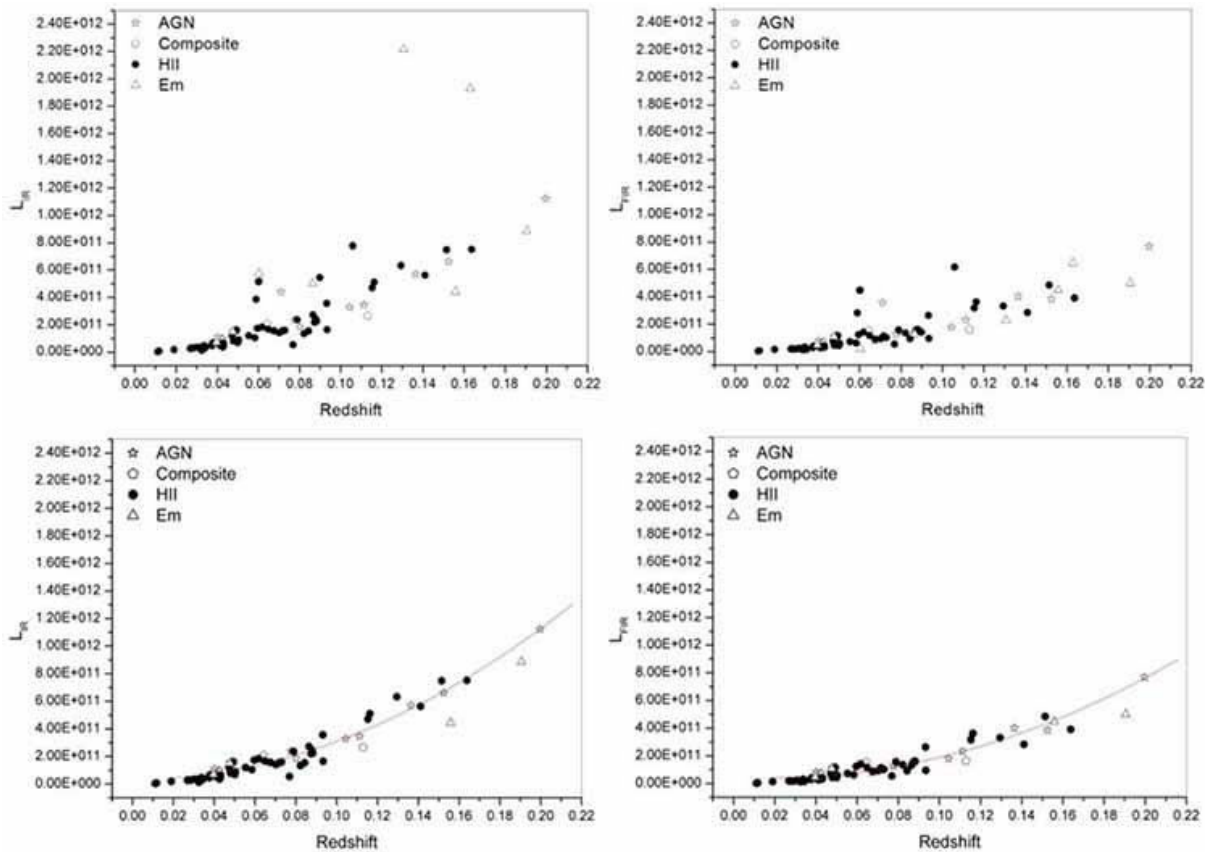 2.40E+012
2.20E+012
2.00E+012
1.80E+012
1.60E+012
1.40E+012
1.20E+012
1.00E+012
8.00E+011
6.00E+011
4.00E+011
2.00E+011
0.00E+000
L_IR
AGN
Composite
HII
Em
0.00 0.02 0.04 0.06 0.08 0.10 0.12 0.14 0.16 0.18 0.20 0.22
Redshift
2.40E+012
2.20E+012
2.00E+012
1.80E+012
1.60E+012
1.40E+012
1.20E+012
1.00E+012
8.00E+011
6.00E+011
4.00E+011
2.00E+011
0.00E+000
L_FIR
AGN
Composite
HII
Em
0.00 0.02 0.04 0.06 0.08 0.10 0.12 0.14 0.16 0.18 0.20 0.22
Redshift
2.40E+012
2.20E+012
2.00E+012
1.80E+012
1.60E+012
1.40E+012
1.20E+012
1.00E+012
8.00E+011
6.00E+011
4.00E+011
2.00E+011
0.00E+000
L_IR
AGN
Composite
HII
Em
0.00 0.02 0.04 0.06 0.08 0.10 0.12 0.14 0.16 0.18 0.20 0.22
Redshift
2.40E+012
2.20E+012
2.00E+012
1.80E+012
1.60E+012
1.40E+012
1.20E+012
1.00E+012
8.00E+011
6.00E+011
4.00E+011
2.00E+011
0.00E+000
L_FIR
AGN
Composite
HII
Em
0.00 0.02 0.04 0.06 0.08 0.10 0.12 0.14 0.16 0.18 0.20 0.22
Redshift